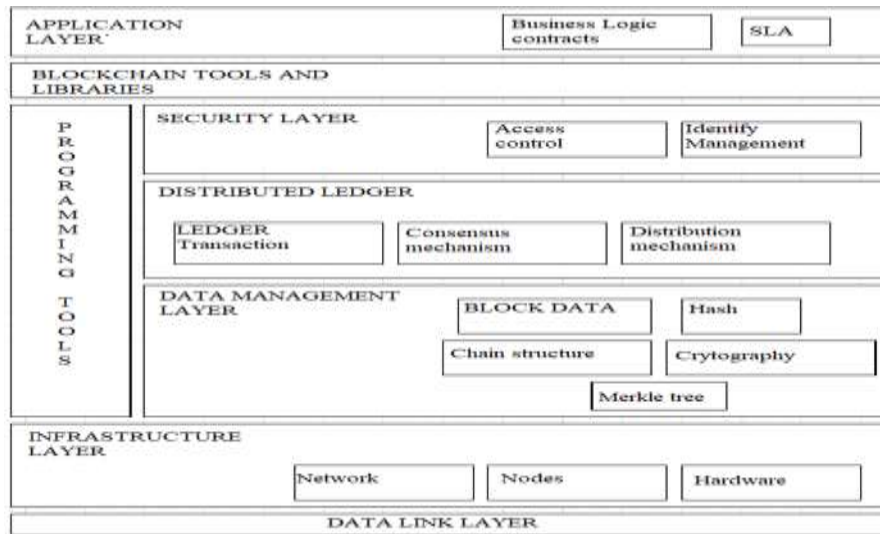 APPLICATION
LAYER`
Business Logic
contracts
SLA
BLOCKCHAIN TOOLS AND
LIBRARIES
PROGRAMMING TOOLS
SECURITY LAYER
Access
control
Identify
Management
DISTRIBUTED LEDGER
LEDGER
Transaction
Consensus
mechanism
Distribution
mechanism
DATA MANAGEMENT
LAYER
BLOCK DATA
Hash
Chain structure
Crytography
Merkle tree
INFRASTRUCTURE
LAYER
Network
Nodes
Hardware
DATA LINK LAYER